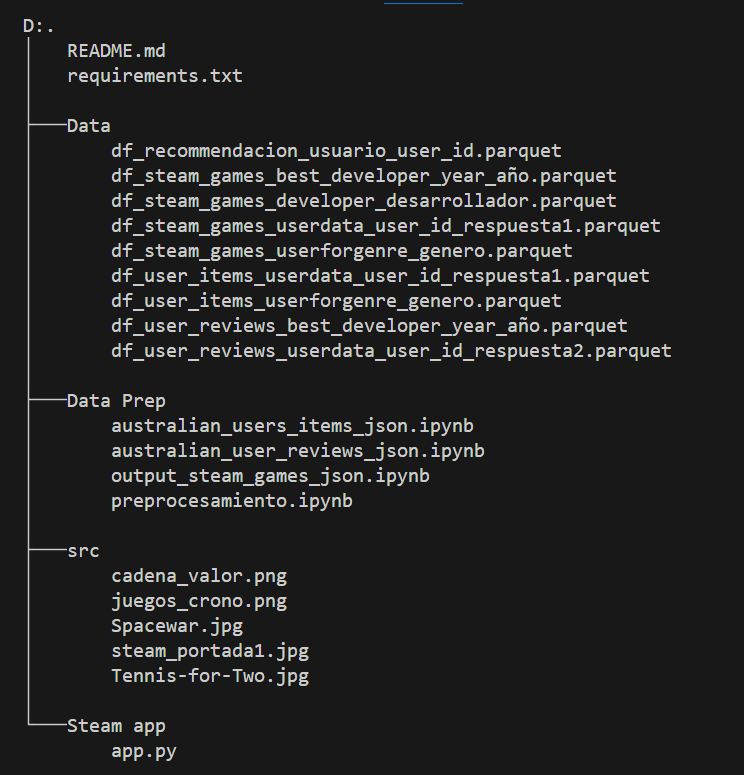 D:.
README.md
requirements.txt
Data
df_recommendacion_usuario_user_id.parquet
df_steam_games_best_developer_year_año.parquet
df_steam_games_developer_desarrollador.parquet
df_steam_games_userdata_user_id_respuesta1.parquet
df_steam_games_userforgenre_genero.parquet
df_user_items_userdata_user_id_respuesta1.parquet
df_user_items_userforgenre_genero.parquet
df_user_reviews_best_developer_year_año.parquet
df_user_reviews_userdata_user_id_respuesta2.parquet
Data Prep
australian_users_items_json.ipynb
australian_user_reviews_json.ipynb
output_steam_games_json.ipynb
preprocesamiento.ipynb
src
cadena_valor.png
juegos_crono.png
Spacewar.jpg
steam_portada1.jpg
Tennis-for-Two.jpg
Steam app
app.py